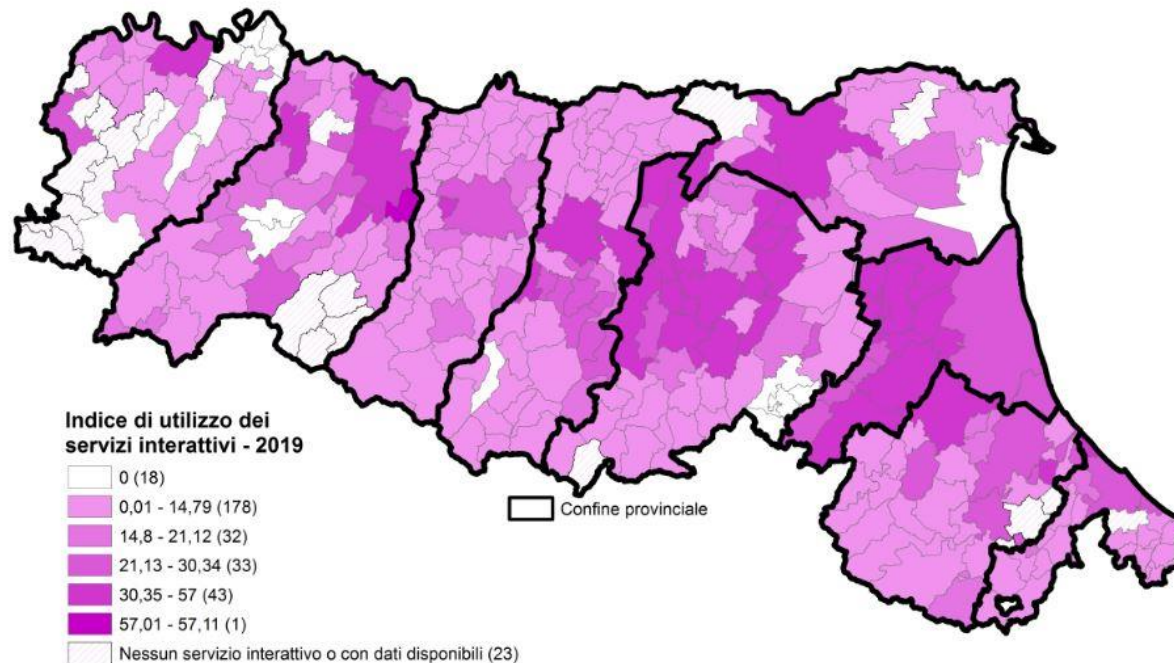 Indice di utilizzo dei
servizi interattivi - 2019
0 (18)
0,01 - 14,79 (178)
14,8 - 21,12 (32)
21,13 - 30,34 (33)
30,35 - 57 (43)
57,01 - 57,11 (1)
Nessun servizio interattivo o con dati disponibili (23)
Confine provinciale